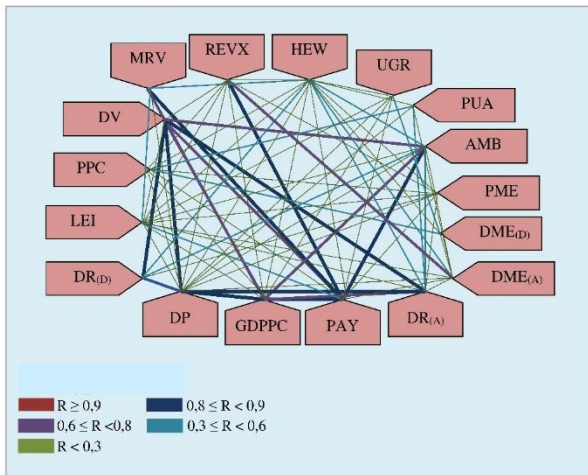 MRV REVX HEW UGR
DV PUA
PPC AMB
LEI PME
DR(D) DME(D)
DP GDPPC PAY DR(A) DME(A)
R ≥ 0,9 0,8 ≤ R < 0,9
0,6 ≤ R <0,8 0,3 ≤ R < 0,6
R < 0,3